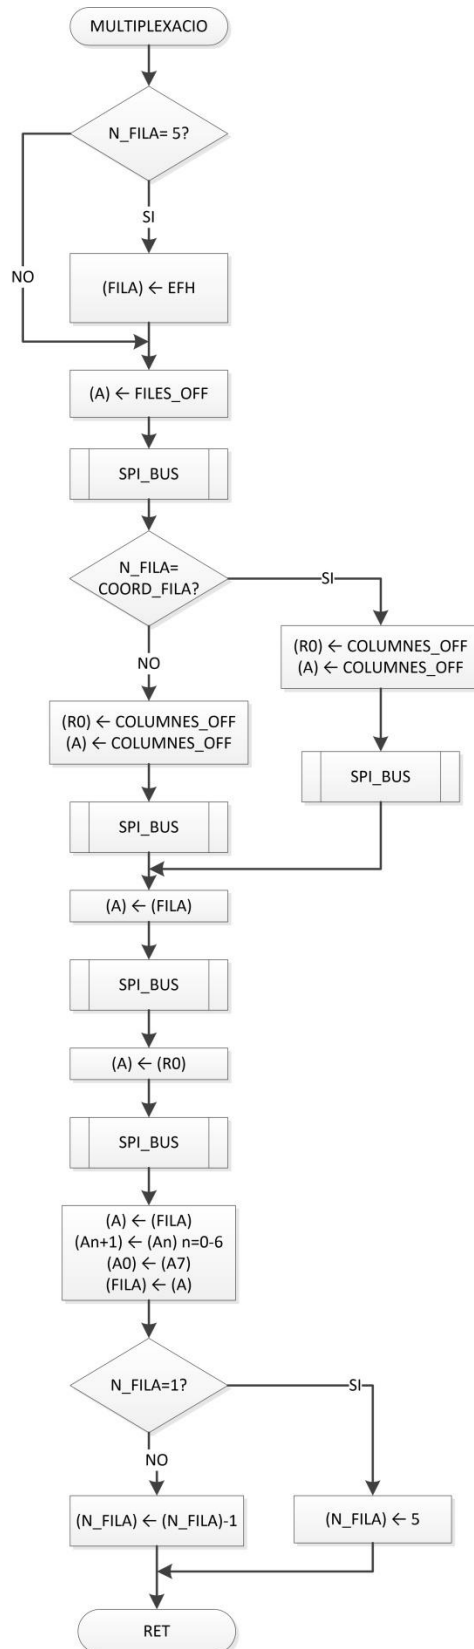 MULTIPLEXACIO
N_FILA= 5?
SI
NO
(FILA) ← EFH
(A) ← FILES_OFF
SPI_BUS
N_FILA=
COORD_FILA?
SI
NO
(R0) ← COLUMNES_OFF
(A) ← COLUMNES_OFF
SPI_BUS
(R0) ← COLUMNES_OFF
(A) ← COLUMNES_OFF
SPI_BUS
(A) ← (FILA)
SPI_BUS
(A) ← (R0)
SPI_BUS
(A) ← (FILA)
(An+1) ← (An) n=0-6
(A0) ← (A7)
(FILA) ← (A)
N_FILA=1?
SI
NO
(N_FILA) ← (N_FILA)-1
(N_FILA) ← 5
RET